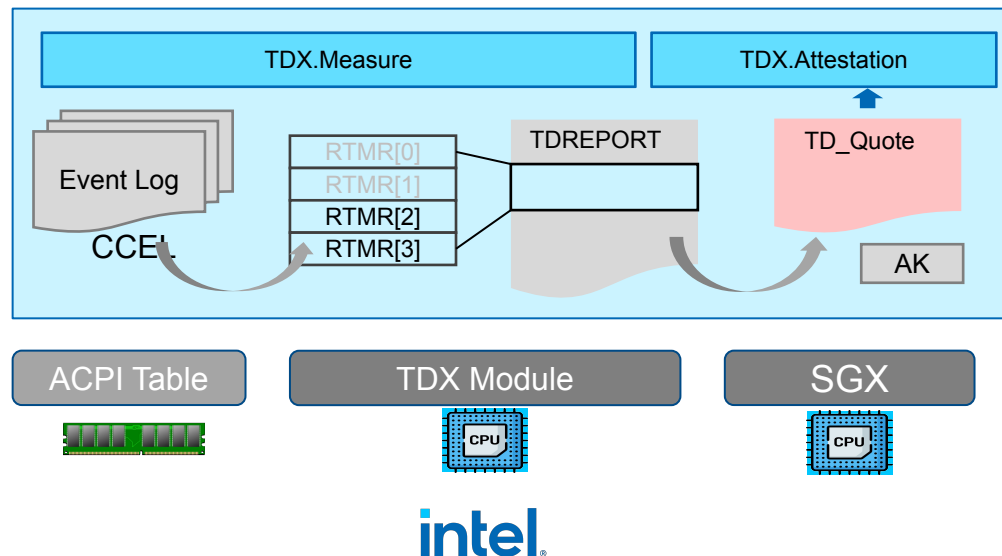 TDX.Measure
TDX.Attestation
Event Log
CCEL
RTMR[0]
RTMR[1]
RTMR[2]
RTMR[3]
TDREPORT
TD_Quote
AK
ACPI Table
TDX Module
SGX
CPU
CPU
intel.